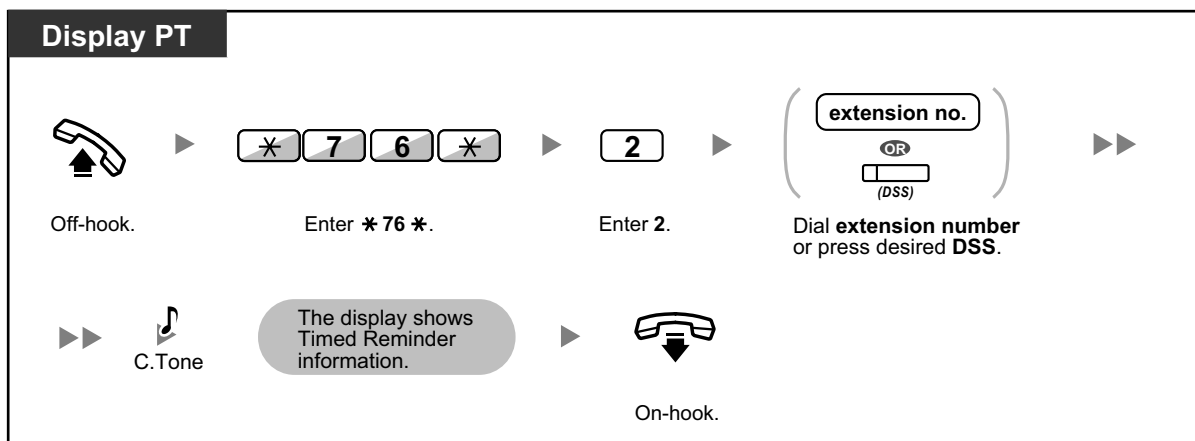 Display PT
* 7 6 *
2
extension no.
OR
(DSS)
Off-hook.
Enter * 76 *.
Enter 2.
Dial extension number
or press desired DSS.
C.Tone
The display shows
Timed Reminder
information.
On-hook.